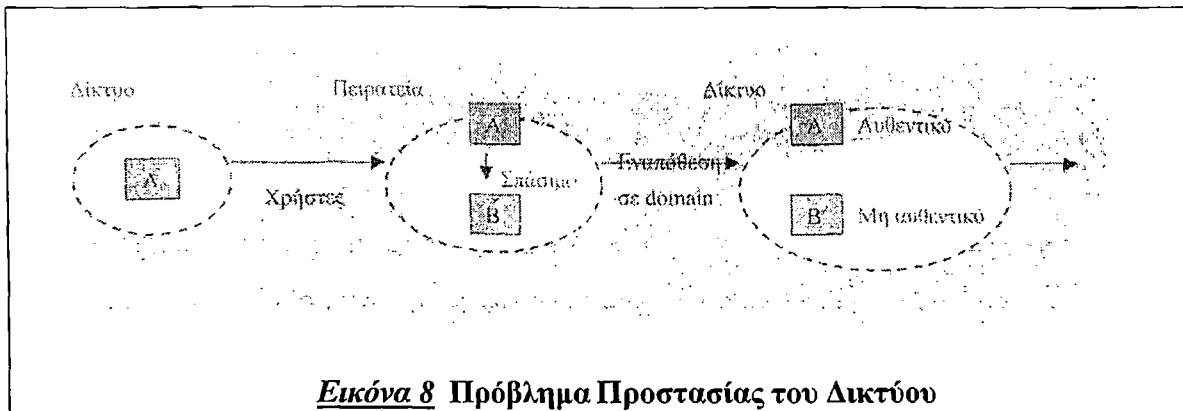 Δίκτυο
Α
Χρήστες
Πειρατεία
Α
Σπάσιμο
Β
Εναπόθεση
σε domain
Δίκτυο
Α
Αυθεντικό
Β
Μη αυθεντικό
Εικόνα 8 Πρόβλημα Προστασίας του Δικτύου